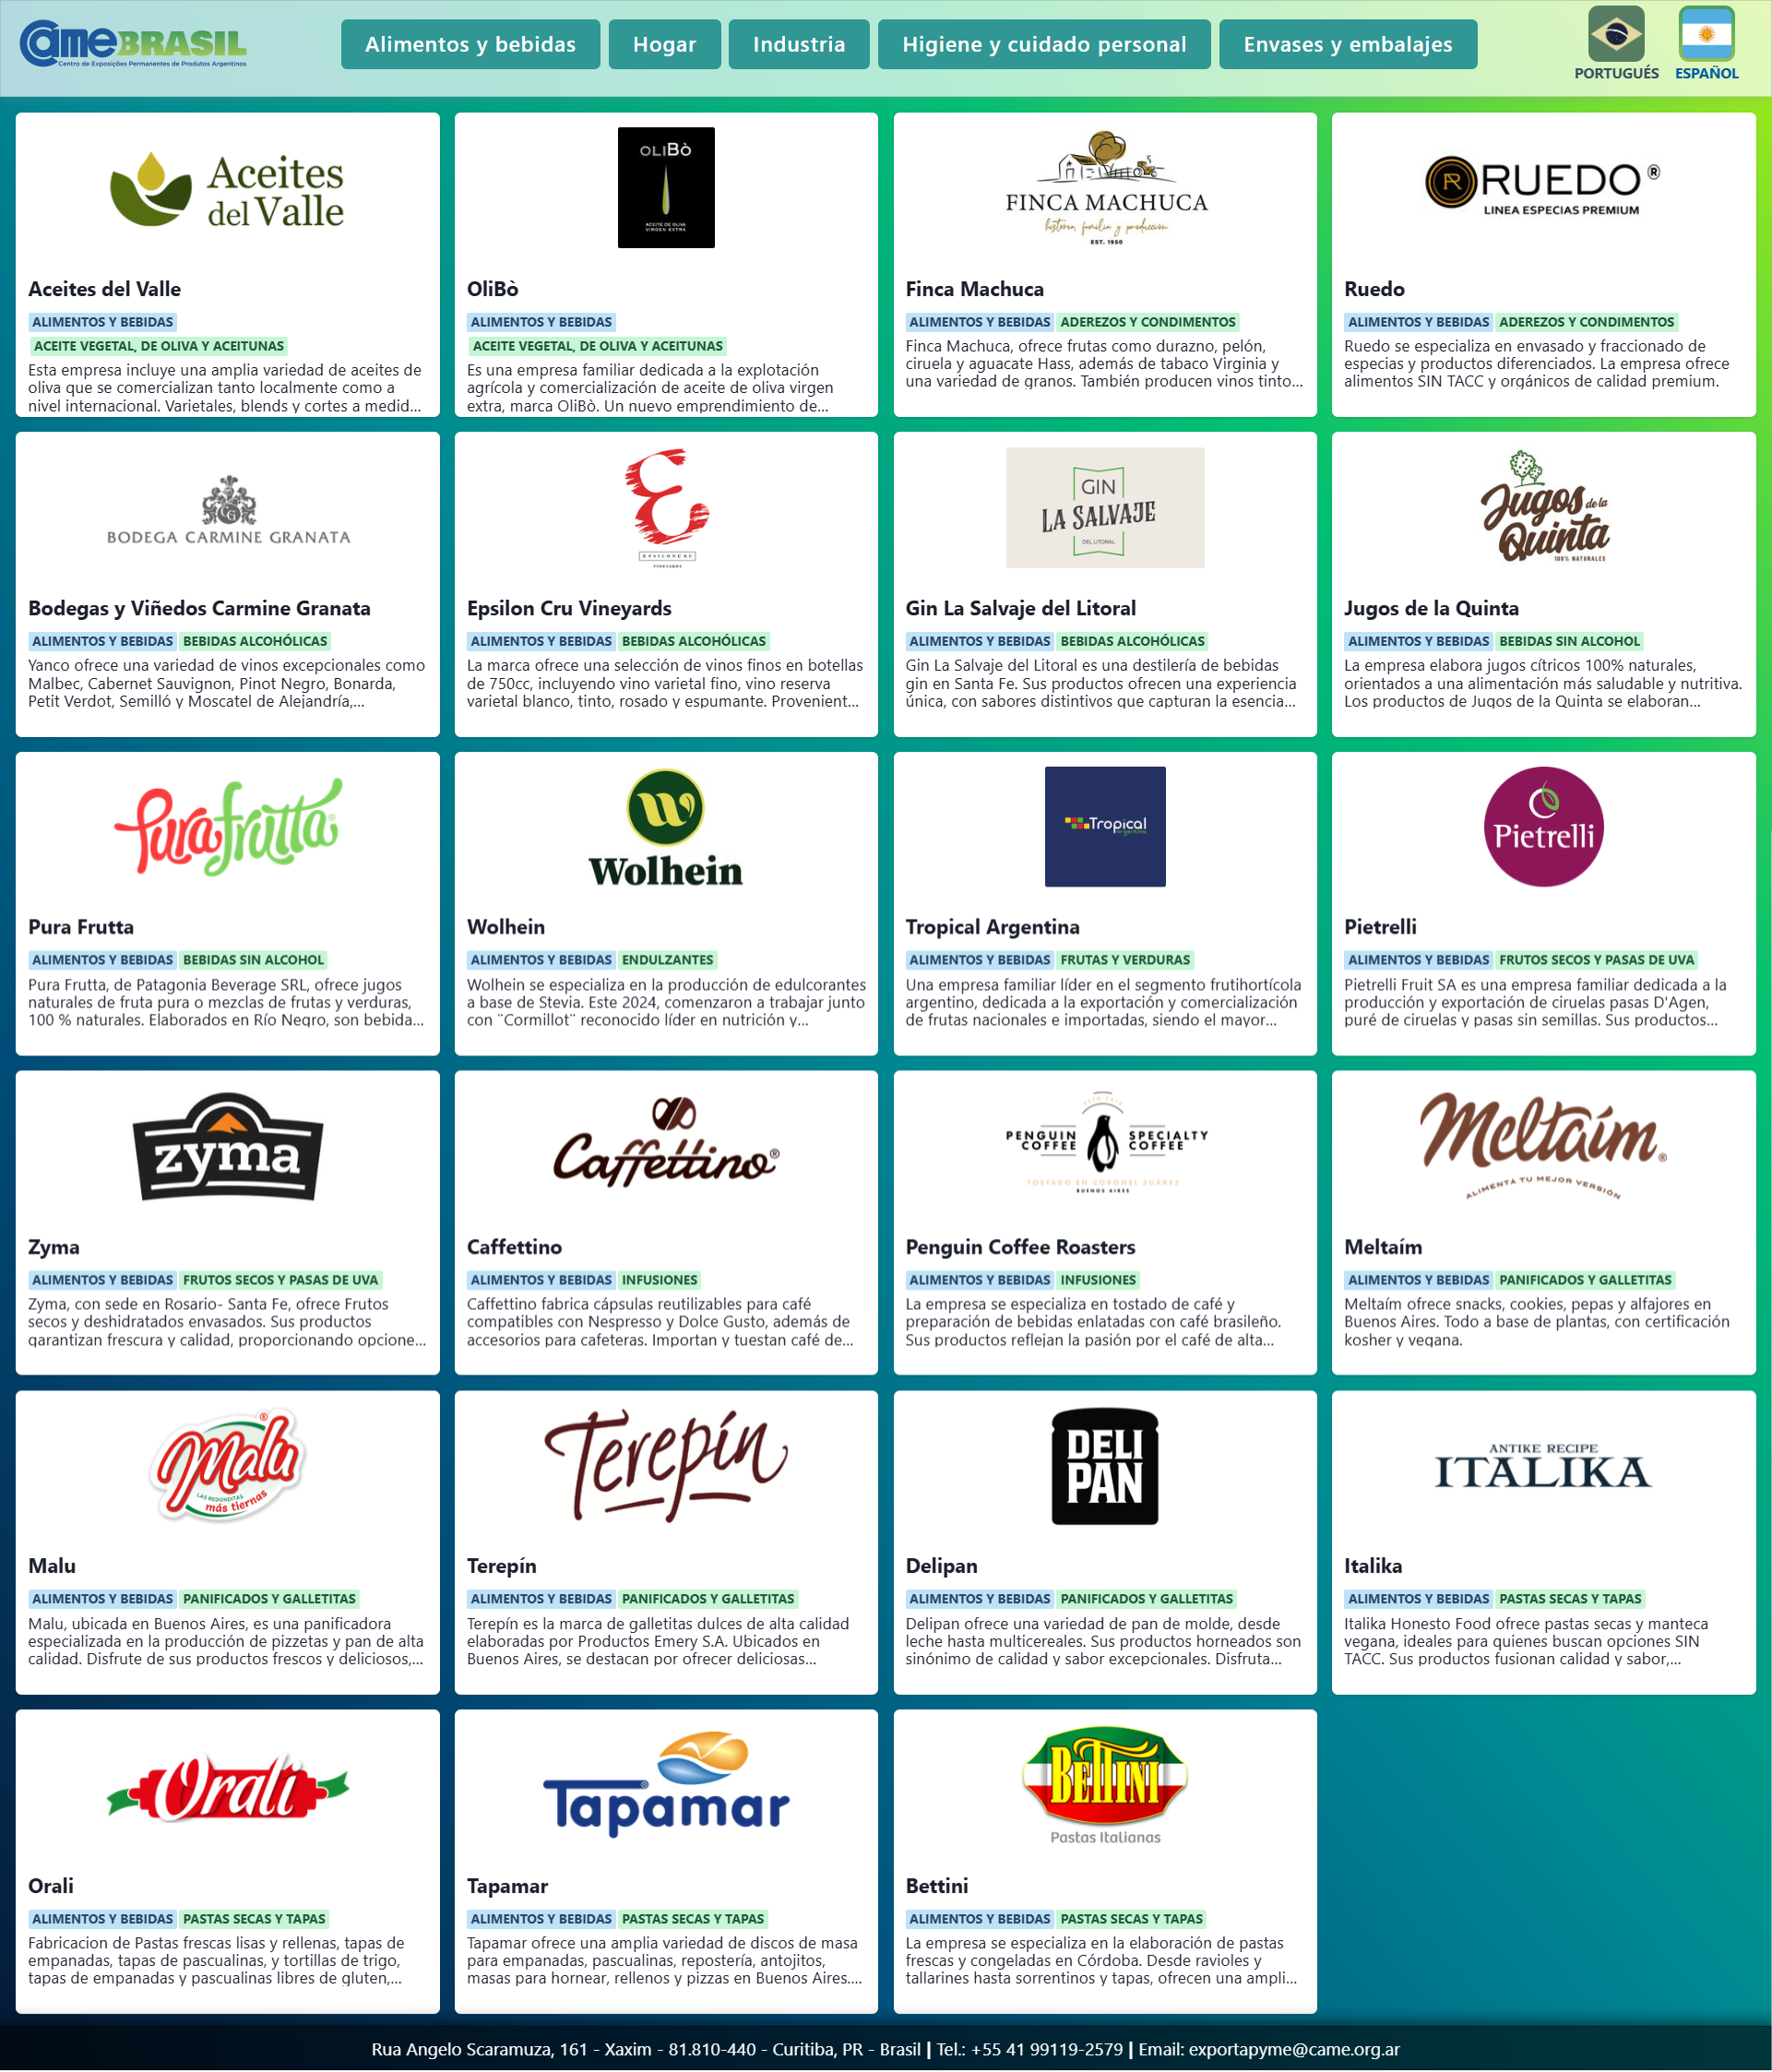 Came BRASIL
Centro de Exposições Permanentes de Produtos Argentinos
Alimentos y bebidas
Hogar
Industria
Higiene y cuidado personal
Envases y embalajes
PORTUGUÉS
ESPAÑOL
Aceites
del Valle
Aceites del Valle
ALIMENTOS Y BEBIDAS
ACEITE VEGETAL, DE OLIVA Y ACEITUNAS
Esta empresa incluye una amplia variedad de aceites de
oliva que se comercializan tanto localmente como a
nivel internacional. Varietales, blends y cortes a medid...
OLIBÒ
ACEITE DE OLIVA
VIRGEN EXTRA
OliBò
ALIMENTOS Y BEBIDAS
ACEITE VEGETAL, DE OLIVA Y ACEITUNAS
Es una empresa familiar dedicada a la explotación
agrícola y comercialización de aceite de oliva virgen
extra, marca OliBò. Un nuevo emprendimiento de...
FINCA MACHUCA
historia, familia y producción
EST. 1950
Finca Machuca
ALIMENTOS Y BEBIDAS ADEREZOS Y CONDIMENTOS
Finca Machuca, ofrece frutas como durazno, pelón,
ciruela y aguacate Hass, además de tabaco Virginia y
una variedad de granos. También producen vinos tinto...
RUEDO ®
LINEA ESPECIAS PREMIUM
Ruedo
ALIMENTOS Y BEBIDAS ADEREZOS Y CONDIMENTOS
Ruedo se especializa en envasado y fraccionado de
especias y productos diferenciados. La empresa ofrece
alimentos SIN TACC y orgánicos de calidad premium.
CG
BODEGA CARMINE GRANATA
Bodegas y Viñedos Carmine Granata
ALIMENTOS Y BEBIDAS BEBIDAS ALCOHÓLICAS
Yanco ofrece una variedad de vinos excepcionales como
Malbec, Cabernet Sauvignon, Pinot Negro, Bonarda,
Petit Verdot, Semilló y Moscatel de Alejandría,...
EPSILON CRU
VINEYARDS
Epsilon Cru Vineyards
ALIMENTOS Y BEBIDAS BEBIDAS ALCOHÓLICAS
La marca ofrece una selección de vinos finos en botellas
de 750cc, incluyendo vino varietal fino, vino reserva
varietal blanco, tinto, rosado y espumante. Provenient...
GIN
LA SALVAJE
DEL LITORAL
Gin La Salvaje del Litoral
ALIMENTOS Y BEBIDAS BEBIDAS ALCOHÓLICAS
Gin La Salvaje del Litoral es una destilería de bebidas
gin en Santa Fe. Sus productos ofrecen una experiencia
única, con sabores distintivos que capturan la esencia...
Jugos de la
Quinta
100% NATURALES
Jugos de la Quinta
ALIMENTOS Y BEBIDAS BEBIDAS SIN ALCOHOL
La empresa elabora jugos cítricos 100% naturales,
orientados a una alimentación más saludable y nutritiva.
Los productos de Jugos de la Quinta se elaboran...
Pura frutta®
Pura Frutta
ALIMENTOS Y BEBIDAS BEBIDAS SIN ALCOHOL
Pura Frutta, de Patagonia Beverage SRL, ofrece jugos
naturales de fruta pura o mezclas de frutas y verduras,
100 % naturales. Elaborados en Río Negro, son bebida...
W
Wolhein
Wolhein
ALIMENTOS Y BEBIDAS ENDULZANTES
Wolhein se especializa en la producción de edulcorantes
a base de Stevia. Este 2024, comenzaron a trabajar junto
con ¨Cormillot¨ reconocido líder en nutrición y...
Tropical
argentina
Tropical Argentina
ALIMENTOS Y BEBIDAS FRUTAS Y VERDURAS
Una empresa familiar líder en el segmento frutihortícola
argentino, dedicada a la exportación y comercialización
de frutas nacionales e importadas, siendo el mayor...
Pietrelli
Pietrelli
ALIMENTOS Y BEBIDAS FRUTOS SECOS Y PASAS DE UVA
Pietrelli Fruit SA es una empresa familiar dedicada a la
producción y exportación de ciruelas pasas D'Agen,
puré de ciruelas y pasas sin semillas. Sus productos...
zyma
Zyma
ALIMENTOS Y BEBIDAS FRUTOS SECOS Y PASAS DE UVA
Zyma, con sede en Rosario- Santa Fe, ofrece Frutos
secos y deshidratados envasados. Sus productos
garantizan frescura y calidad, proporcionando opcione...
Caffettino®
Caffettino
ALIMENTOS Y BEBIDAS INFUSIONES
Caffettino fabrica cápsulas reutilizables para café
compatibles con Nespresso y Dolce Gusto, además de
accesorios para cafeteras. Importan y tuestan café de...
PENGUIN SPECIALTY
COFFEE COFFEE
TOSTADO EN CORONEL SUÁREZ
BUENOS AIRES
Penguin Coffee Roasters
ALIMENTOS Y BEBIDAS INFUSIONES
La empresa se especializa en tostado de café y
preparación de bebidas enlatadas con café brasileño.
Sus productos reflejan la pasión por el café de alta...
Meltaím®
ALIMENTA TU MEJOR VERSIÓN
Meltaím
ALIMENTOS Y BEBIDAS PANIFICADOS Y GALLETITAS
Meltaím ofrece snacks, cookies, pepas y alfajores en
Buenos Aires. Todo a base de plantas, con certificación
kosher y vegana.
Malu®
LAS REDONDITAS
más tiernas
Malu
ALIMENTOS Y BEBIDAS PANIFICADOS Y GALLETITAS
Malu, ubicada en Buenos Aires, es una panificadora
especializada en la producción de pizzetas y pan de alta
calidad. Disfrute de sus productos frescos y deliciosos,...
Terepín
Terepín
ALIMENTOS Y BEBIDAS PANIFICADOS Y GALLETITAS
Terepín es la marca de galletitas dulces de alta calidad
elaboradas por Productos Emery S.A. Ubicados en
Buenos Aires, se destacan por ofrecer deliciosas...
DELI
PAN
Delipan
ALIMENTOS Y BEBIDAS PANIFICADOS Y GALLETITAS
Delipan ofrece una variedad de pan de molde, desde
leche hasta multicereales. Sus productos horneados son
sinónimo de calidad y sabor excepcionales. Disfruta...
ANTIKE RECIPE
ITALIKA
Italika
ALIMENTOS Y BEBIDAS PASTAS SECAS Y TAPAS
Italika Honesto Food ofrece pastas secas y manteca
vegana, ideales para quienes buscan opciones SIN
TACC. Sus productos fusionan calidad y sabor,...
Orali
Orali
ALIMENTOS Y BEBIDAS PASTAS SECAS Y TAPAS
Fabricacion de Pastas frescas lisas y rellenas, tapas de
empanadas, tapas de pascualinas, y tortillas de trigo,
tapas de empanadas y pascualinas libres de gluten,...
Tapamar
Tapamar
ALIMENTOS Y BEBIDAS PASTAS SECAS Y TAPAS
Tapamar ofrece una amplia variedad de discos de masa
para empanadas, pascualinas, repostería, antojitos,
masas para hornear, rellenos y pizzas en Buenos Aires....
BETTINI
Pastas Italianas
Bettini
ALIMENTOS Y BEBIDAS PASTAS SECAS Y TAPAS
La empresa se especializa en la elaboración de pastas
frescas y congeladas en Córdoba. Desde ravioles y
tallarines hasta sorrentinos y tapas, ofrecen una ampli...
Rua Angelo Scaramuza, 161 - Xaxim - 81.810-440 - Curitiba, PR - Brasil | Tel.: +55 41 99119-2579 | Email: exportapyme@came.org.ar